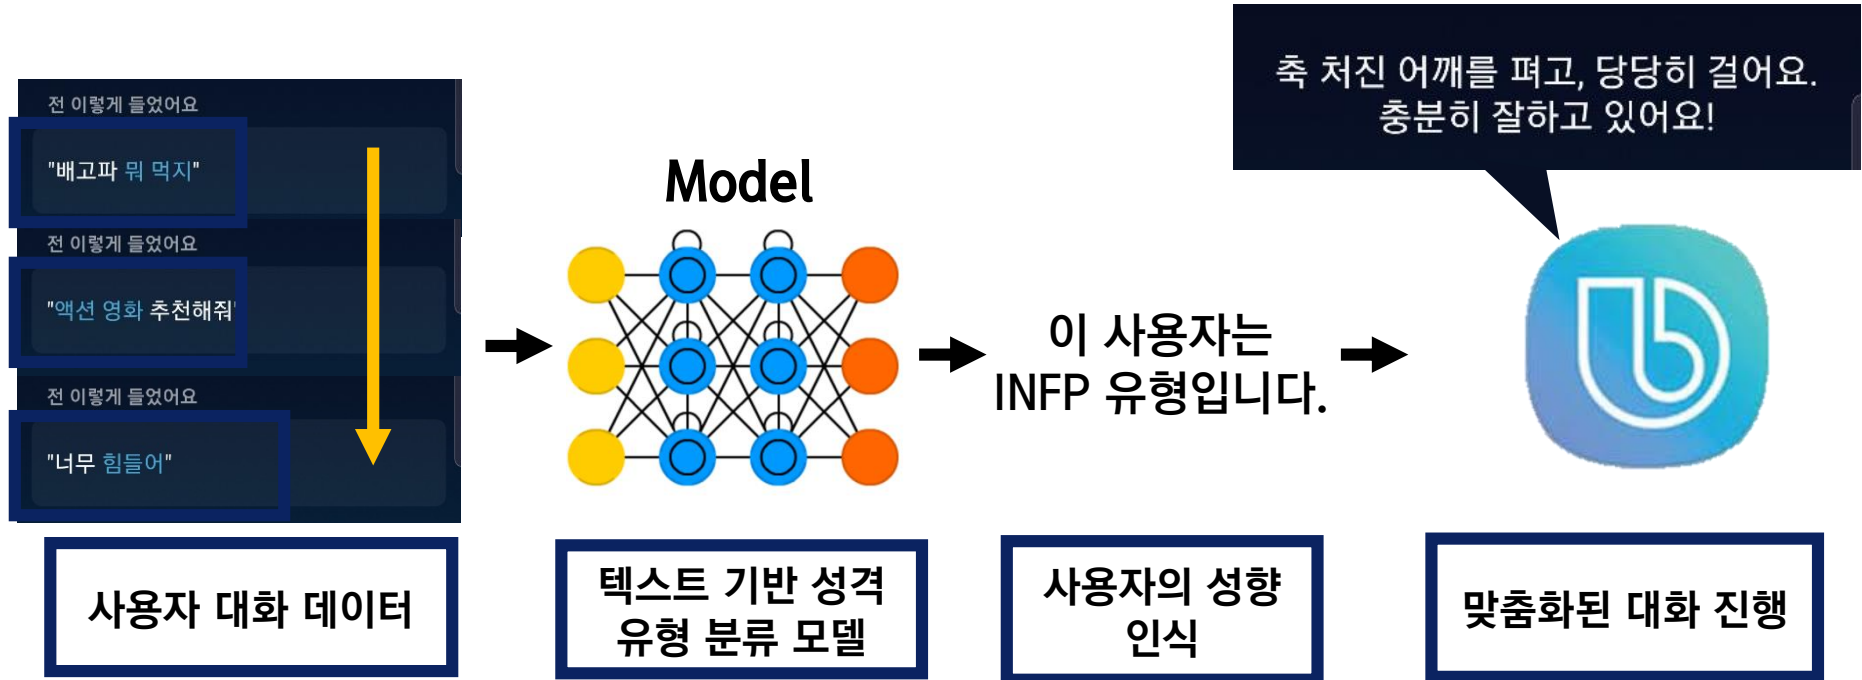 전 이렇게 들었어요
"배고파 뭐 먹지"
전 이렇게 들었어요
"액션 영화 추천해줘"
전 이렇게 들었어요
"너무 힘들어"
사용자 대화 데이터
Model
텍스트 기반 성격
유형 분류 모델
이 사용자는
INFP 유형입니다.
사용자의 성향
인식
축 처진 어깨를 펴고, 당당히 걸어요.
충분히 잘하고 있어요!
맞춤화된 대화 진행